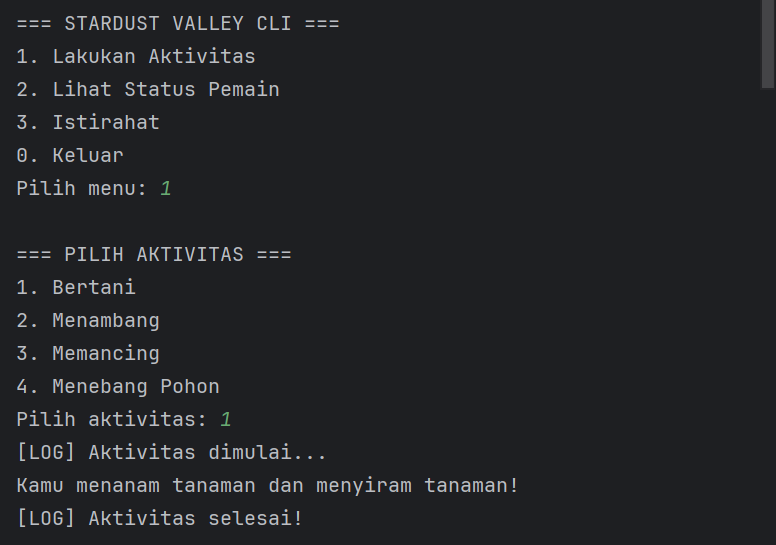 === STARDUST VALLEY CLI ===
1. Lakukan Aktivitas
2. Lihat Status Pemain
3. Istirahat
0. Keluar
Pilih menu: 1
=== PILIH AKTIVITAS ===
1. Bertani
2. Menambang
3. Memancing
4. Menebang Pohon
Pilih aktivitas: 1
[LOG] Aktivitas dimulai...
Kamu menanam tanaman dan menyiram tanaman!
[LOG] Aktivitas selesai!